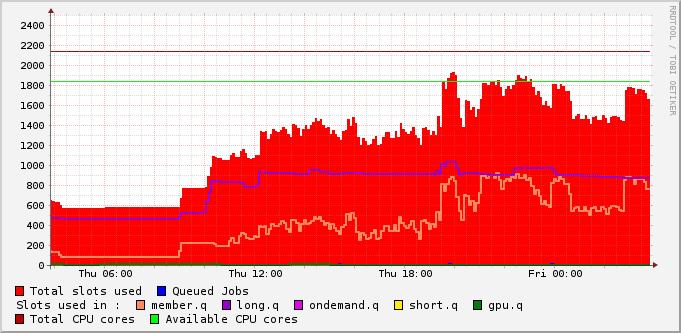 RRDTOOL / TOBI OETIKER
2400
2200
2000
1800
1600
1400
1200
1000
800
600
400
200
0
Thu 06:00 Thu 12:00 Thu 18:00 Fri 00:00
Total slots used Queued Jobs
Slots used in : member.q long.q ondemand.q short.q gpu.q
Total CPU cores Available CPU cores